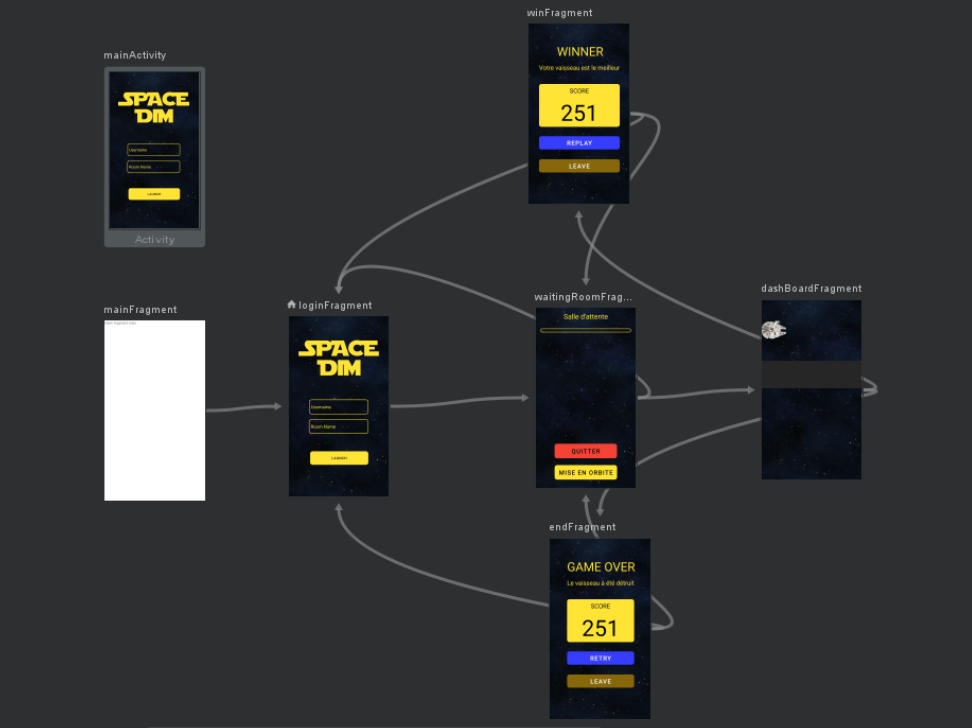 winFragment
WINNER
Votre vaisseau est le meilleur
SCORE
251
REPLAY
LEAVE
mainActivity
SPACE
DIM
Username
Room Name
LAUNCH
Activity
mainFragment
loginFragment
SPACE
DIM
Username
Room Name
LAUNCH
waitingRoomFrag...
Salle d'attente
QUITTER
MISE EN ORBITE
dashBoardFragment
endFragment
GAME OVER
Le vaisseau à été détruit
SCORE
251
RETRY
LEAVE